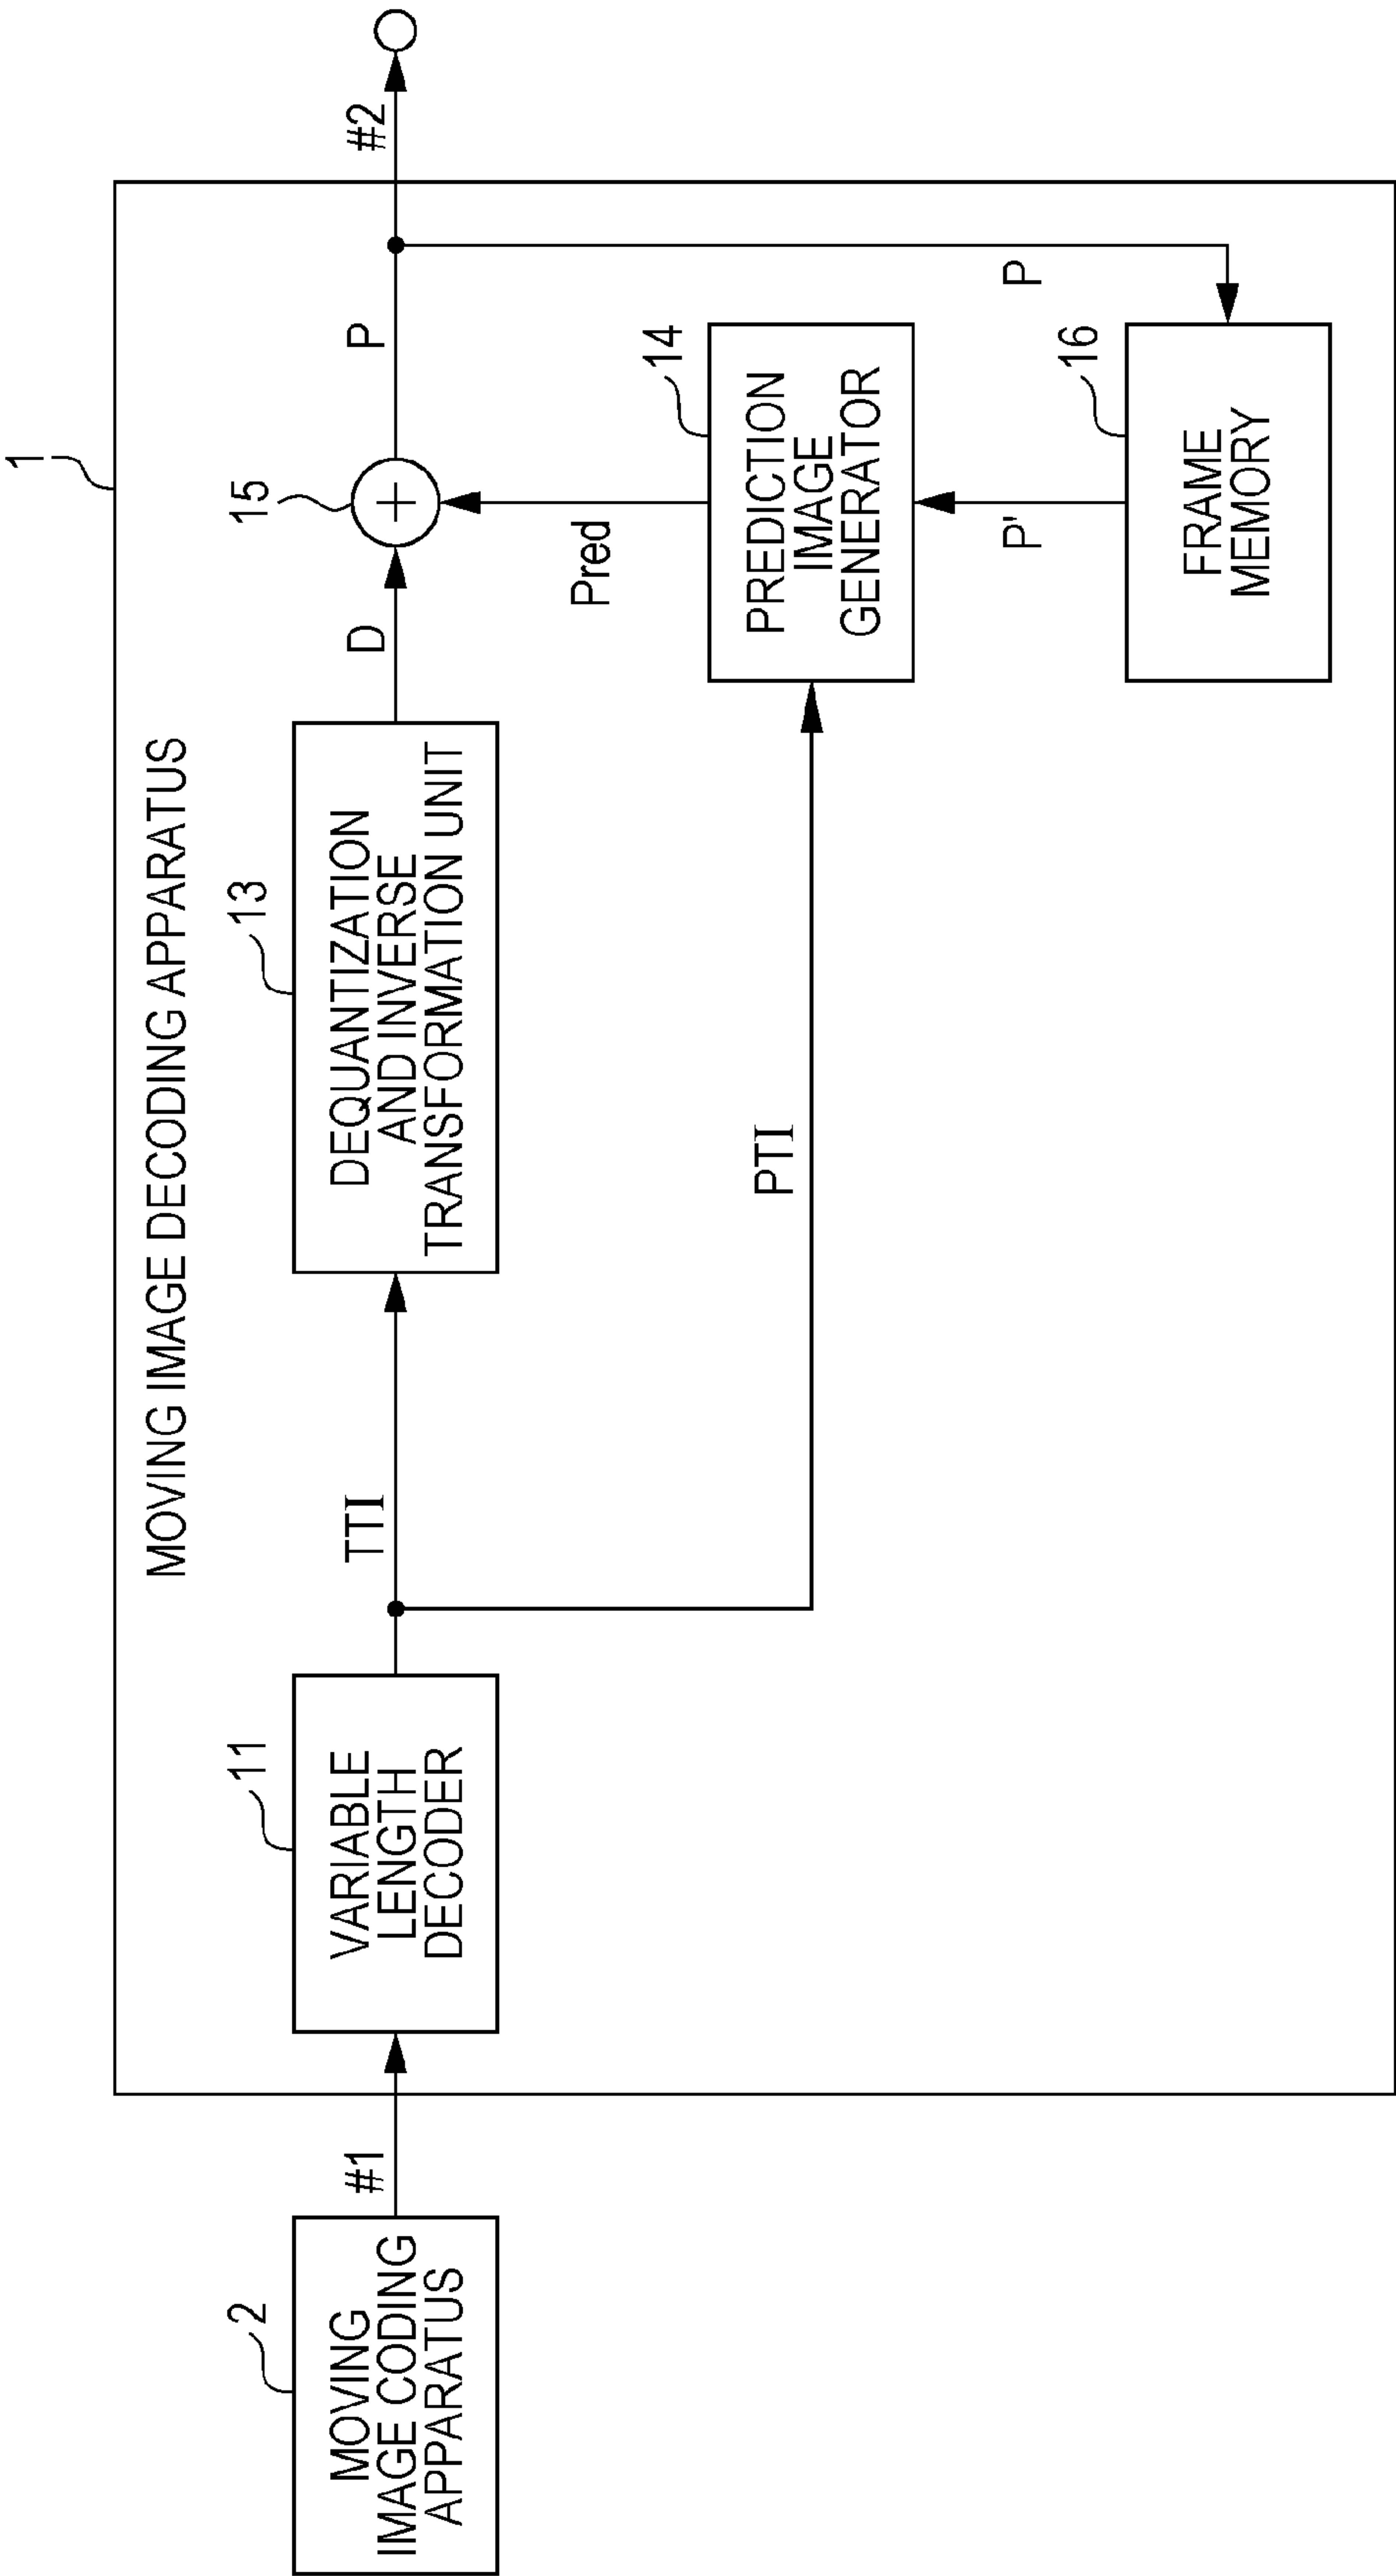 1
MOVING IMAGE DECODING APPARATUS
2
MOVING
IMAGE CODING
APPARATUS
#1
11
VARIABLE
LENGTH
DECODER
TTI
13
DEQUANTIZATION
AND INVERSE
TRANSFORMATION UNIT
D
15
+
P
#2
PTI
Pred
14
PREDICTION
IMAGE
GENERATOR
P'
P
16
FRAME
MEMORY